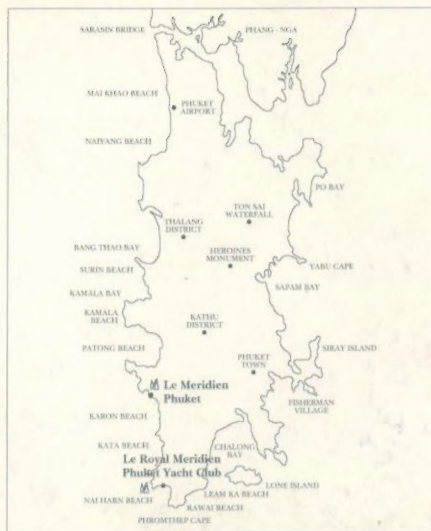 SARASIN BRIDGE
PHANG - NGA
MAI KHAO BEACH
PHUKET
AIRPORT
NAIYANG BEACH
PO BAY
TON SAI
WATERFALL
THALANG
DISTRICT
BANG THAO BAY
HEROINES
MONUMENT
SURIN BEACH
YABU CAPE
SAPAM BAY
KAMALA BAY
KAMALA
BEACH
KATHU
DISTRICT
PATONG BEACH
SIRAY ISLAND
PHUKET
TOWN
Le Meridien
Phuket
FISHERMAN
VILLAGE
KARON BEACH
KATA BEACH
CHALONG
BAY
Le Royal Meridien
Phuket Yacht Club
LONE ISLAND
NAI HARN BEACH
LEAM KA BEACH
RAWAI BEACH
PHROMTHEP CAPE